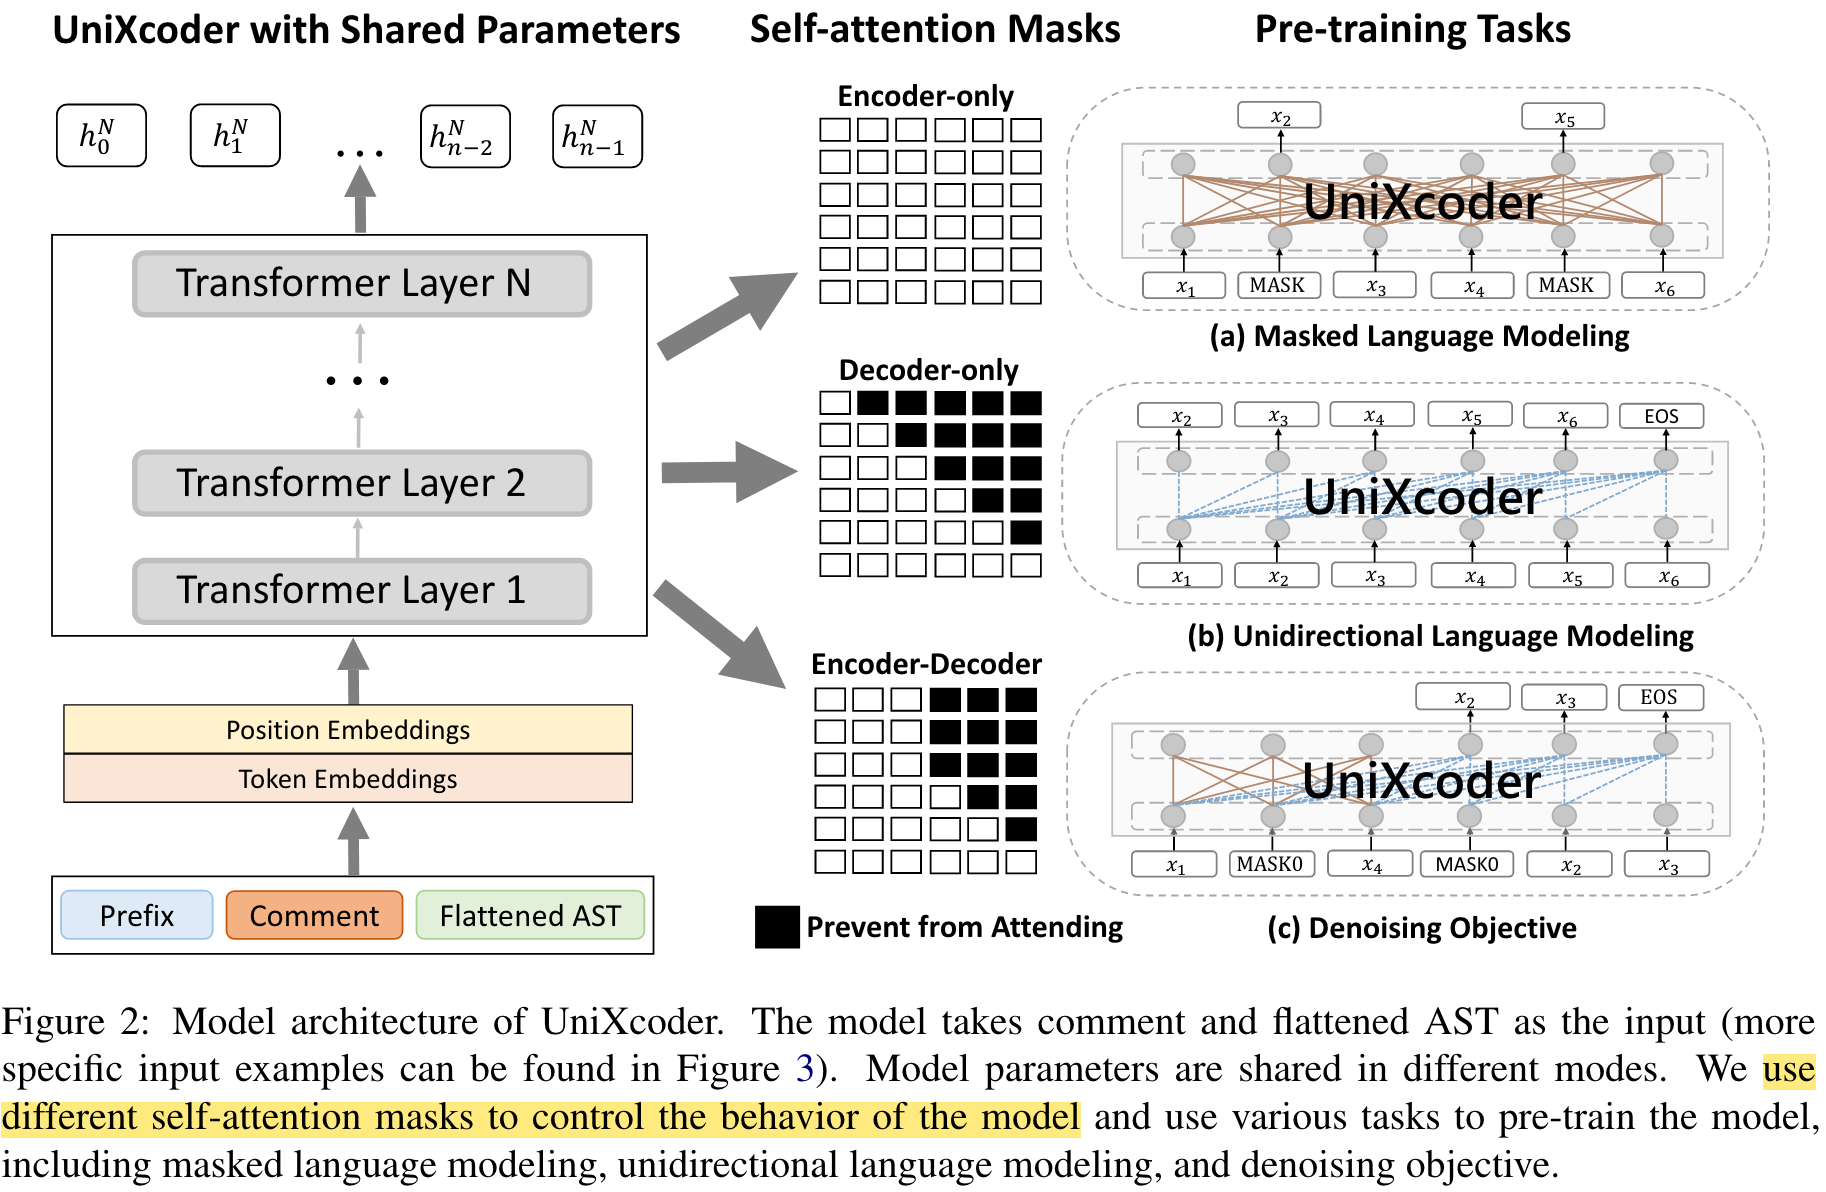 UniXcoder with Shared Parameters
h_0^N h_1^N ... h_{n-2}^N h_{n-1}^N
Transformer Layer N
...
Transformer Layer 2
Transformer Layer 1
Position Embeddings
Token Embeddings
Prefix Comment Flattened AST
Self-attention Masks
Encoder-only
Decoder-only
Encoder-Decoder
Prevent from Attending
Pre-training Tasks
x_2 x_5
UniXcoder
x_1 MASK x_3 x_4 MASK x_6
(a) Masked Language Modeling
x_2 x_3 x_4 x_5 x_6 EOS
UniXcoder
x_1 x_2 x_3 x_4 x_5 x_6
(b) Unidirectional Language Modeling
x_2 x_3 EOS
UniXcoder
x_1 MASK0 x_4 MASK0 x_2 x_3
(c) Denoising Objective
Figure 2: Model architecture of UniXcoder. The model takes comment and flattened AST as the input (more
specific input examples can be found in Figure 3). Model parameters are shared in different modes. We use
different self-attention masks to control the behavior of the model and use various tasks to pre-train the model,
including masked language modeling, unidirectional language modeling, and denoising objective.